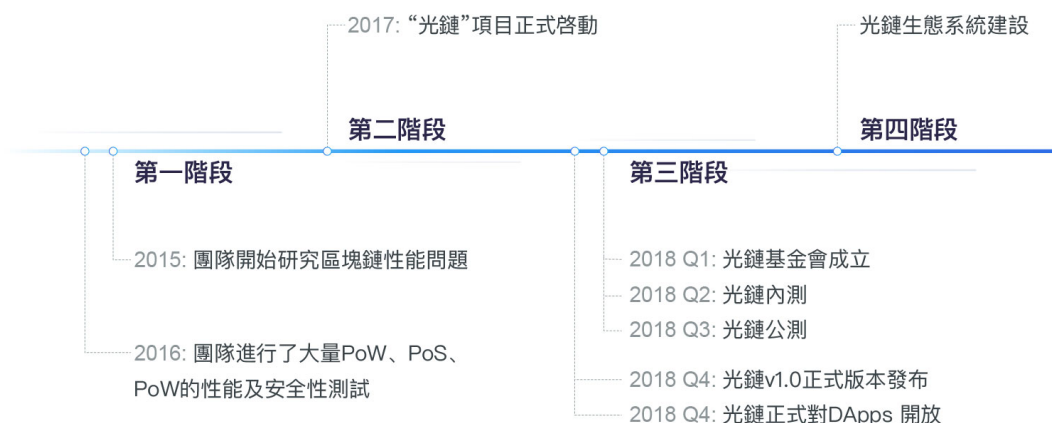 2017: “光鏈”項目正式啓動
光鏈生態系統建設
第二階段
第四階段
第一階段
第三階段
2015: 團隊開始研究區塊鏈性能問題
2016: 團隊進行了大量PoW、PoS、
PoW的性能及安全性測試
2018 Q1: 光鏈基金會成立
2018 Q2: 光鏈內測
2018 Q3: 光鏈公測
2018 Q4: 光鏈v1.0正式版本發布
2018 Q4: 光鏈正式對DApps 開放